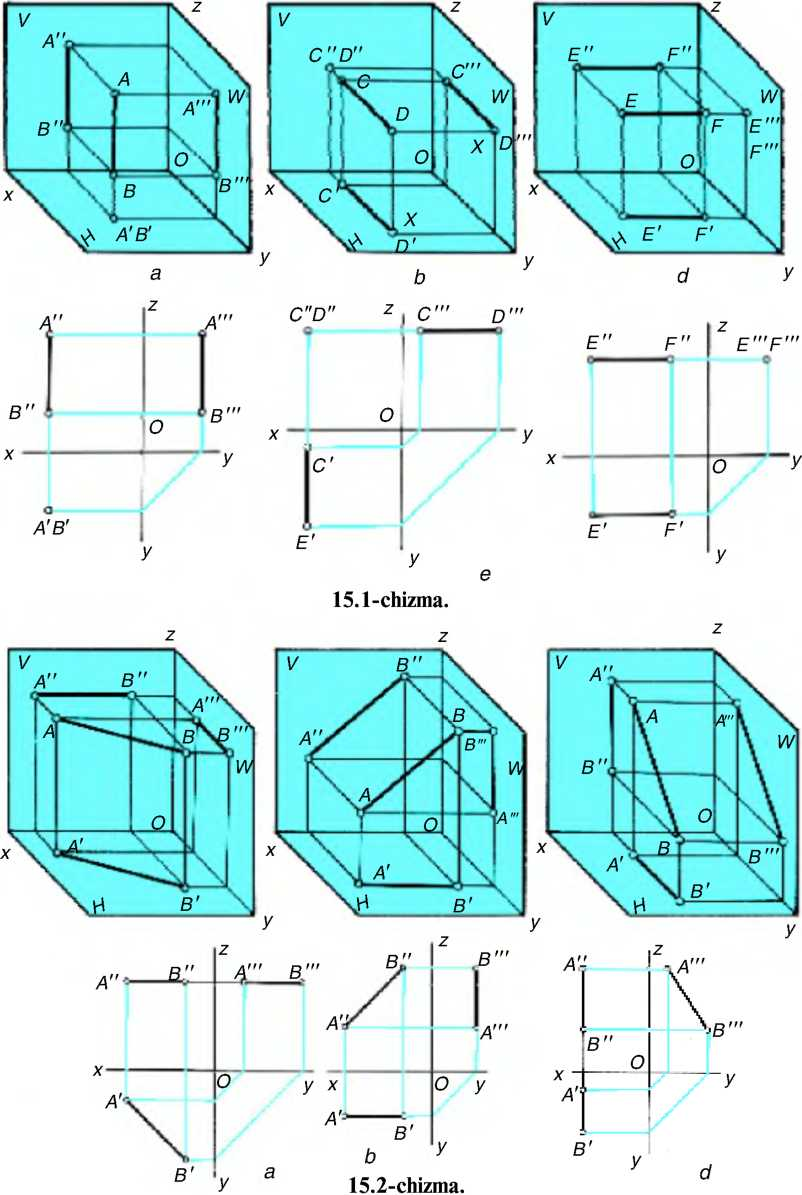 V z V z V z
A'' A A''' W B'' B B''' O x H A' B' y
C'' D'' C C''' W D X D''' O x C' X H D' y
E'' F'' E F E''' F''' W O x H E' F' y
a b d
z A'' A''' B'' B''' O x y A' B' y
z C'' D'' C''' D''' O x y C' E' y
z E'' F'' E''' F''' O x y E' F' y
e
15.1-chizma.
z V A'' B'' A''' A B B''' W O x A' H B' y
z V B'' B B''' A'' W A A''' O x A' H B' y
z V A'' A A''' B'' W O x B B''' A' H B' y
z A'' B'' A''' B''' x O y A' B' y
z B'' B''' A'' A''' x O y A' B' y
z A'' A''' B'' B''' O x y A' B' y
a b d
15.2-chizma.